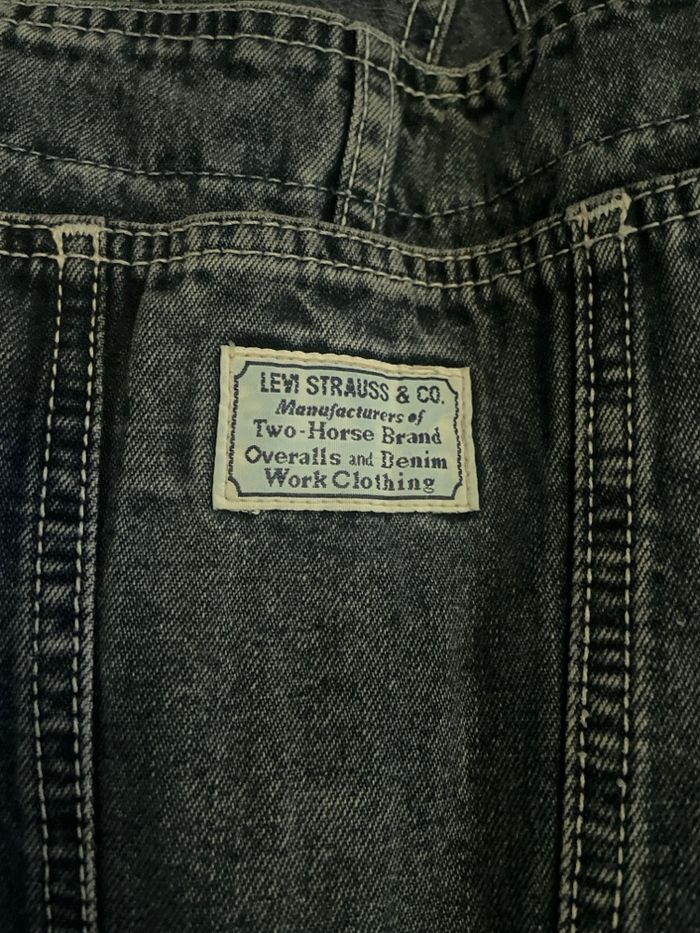 LEVI STRAUSS & CO.
Manufacturers of
Two-Horse Brand
Overalls and Denim
Work Clothing